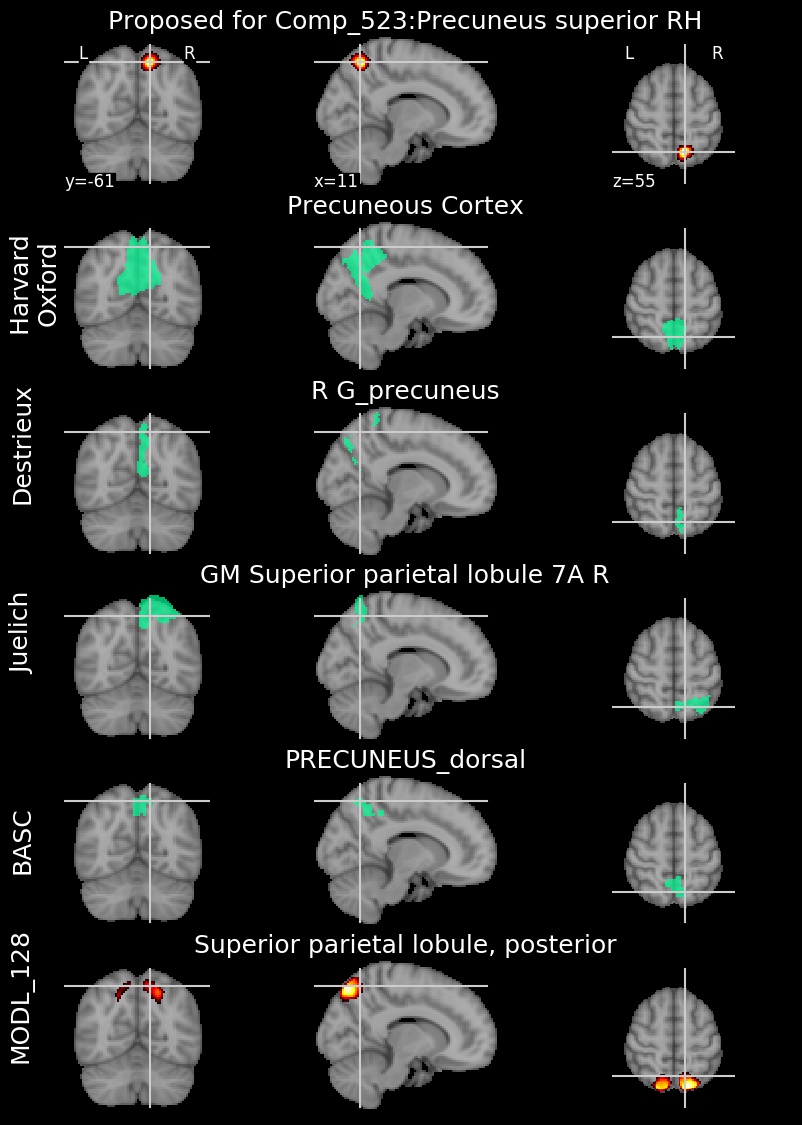 Proposed for Comp_523:Precuneus superior RH
L R L R
y=-61 x=11 z=55
Precuneous Cortex
Harvard
Oxford
R G_precuneus
Destrieux
GM Superior parietal lobule 7A R
Juelich
PRECUNEUS_dorsal
BASC
Superior parietal lobule, posterior
MODL_128